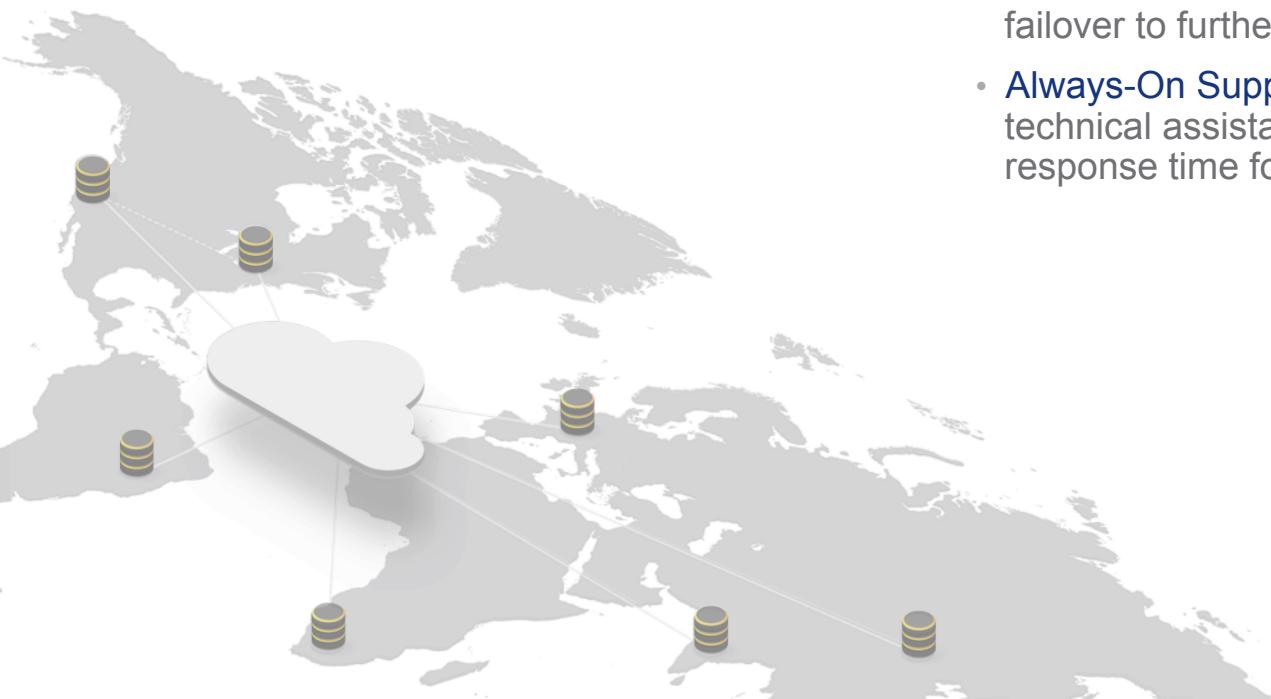 failover to furthe
• Always-On Supp
technical assista
response time fo